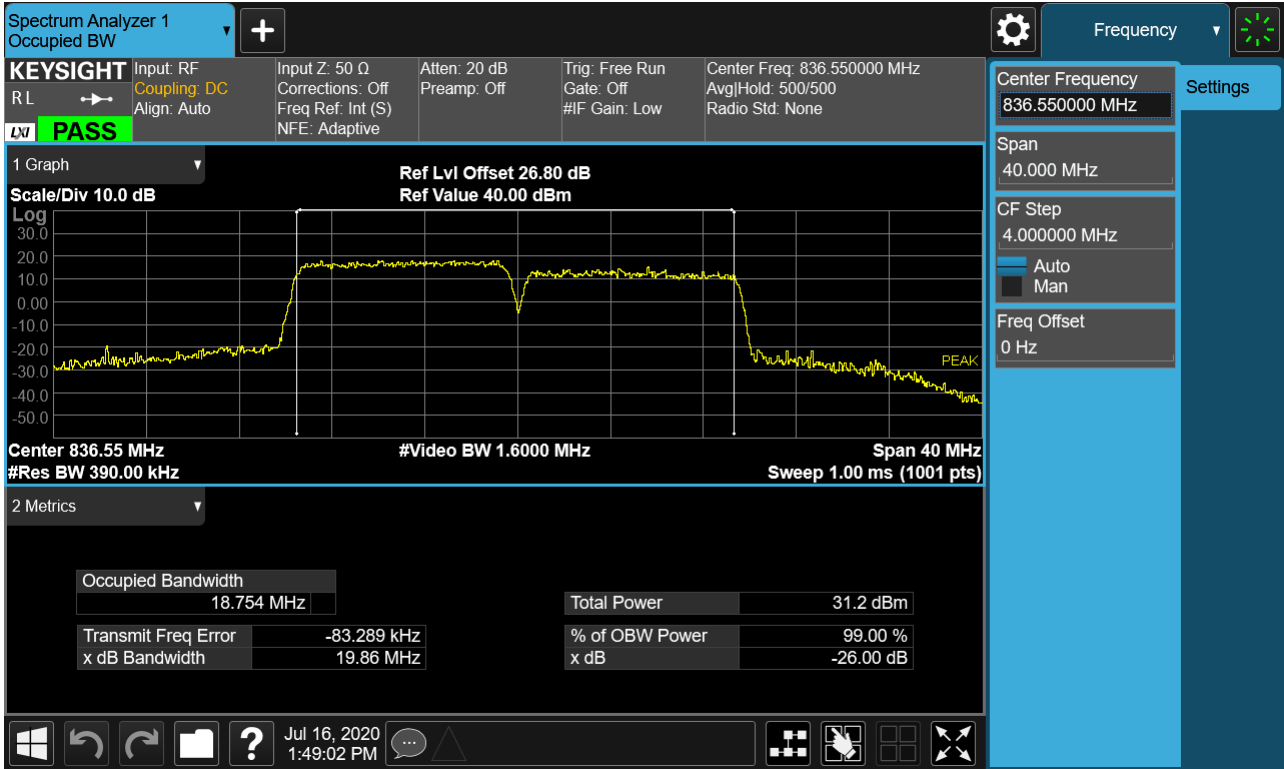 Spectrum Analyzer 1
Occupied BW
Frequency
KEYSIGHT
R L
LXI
PASS
Input: RF
Coupling: DC
Align: Auto
Input Z: 50 Ω
Corrections: Off
Freq Ref: Int (S)
NFE: Adaptive
Atten: 20 dB
Preamp: Off
Trig: Free Run
Gate: Off
#IF Gain: Low
Center Freq: 836.550000 MHz
Avg|Hold: 500/500
Radio Std: None
1 Graph
Ref Lvl Offset 26.80 dB
Scale/Div 10.0 dB
Ref Value 40.00 dBm
Log
30.0
20.0
10.0
0.00
-10.0
-20.0
-30.0
-40.0
-50.0
PEAK
Center 836.55 MHz
#Video BW 1.6000 MHz
Span 40 MHz
#Res BW 390.00 kHz
Sweep 1.00 ms (1001 pts)
2 Metrics
Occupied Bandwidth
18.754 MHz
Total Power 31.2 dBm
Transmit Freq Error -83.289 kHz
% of OBW Power 99.00 %
x dB Bandwidth 19.86 MHz
x dB -26.00 dB
Center Frequency
836.550000 MHz
Settings
Span
40.000 MHz
CF Step
4.000000 MHz
Auto
Man
Freq Offset
0 Hz
?
Jul 16, 2020
1:49:02 PM